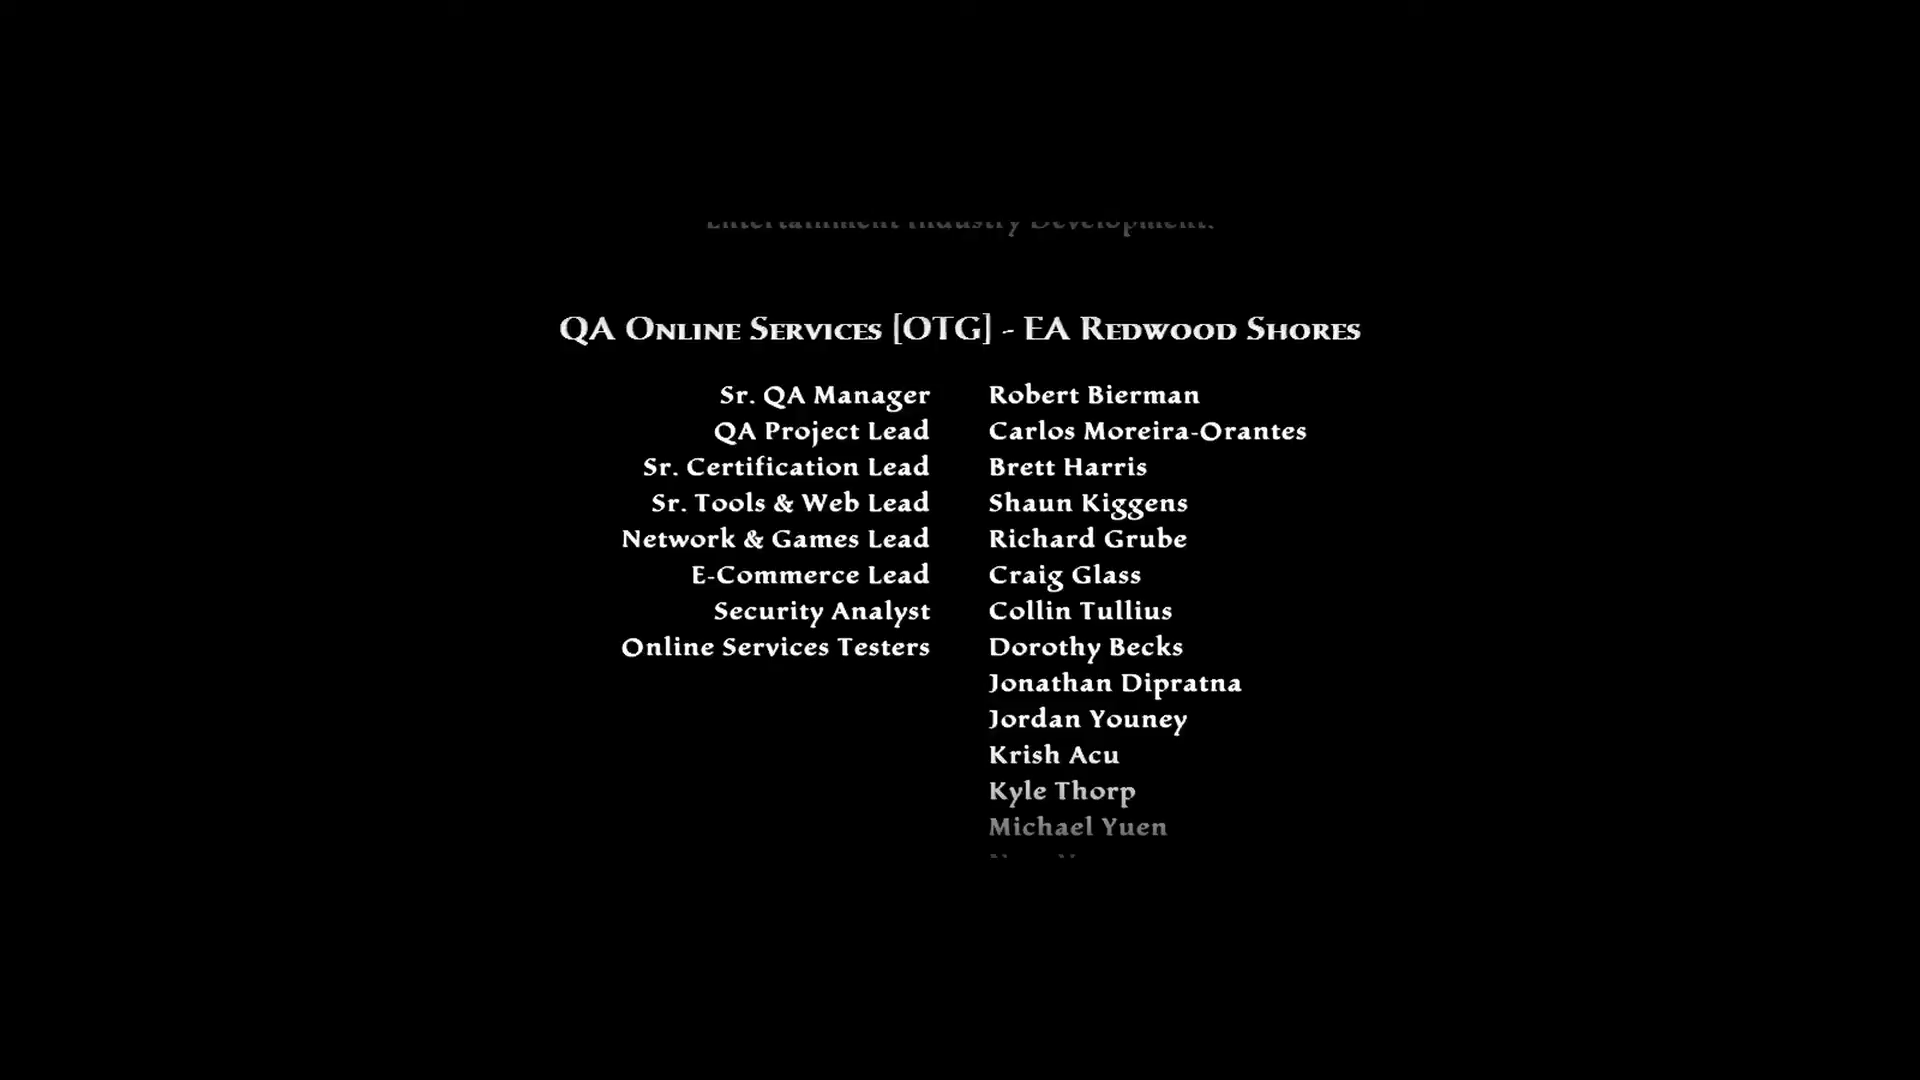 Entertainment Industry Development.
QA Online Services [OTG] - EA Redwood Shores
Sr. QA Manager Robert Bierman
QA Project Lead Carlos Moreira-Orantes
Sr. Certification Lead Brett Harris
Sr. Tools & Web Lead Shaun Kiggens
Network & Games Lead Richard Grube
E-Commerce Lead Craig Glass
Security Analyst Collin Tullius
Online Services Testers Dorothy Becks
Jonathan Dipratna
Jordan Youney
Krish Acu
Kyle Thorp
Michael Yuen